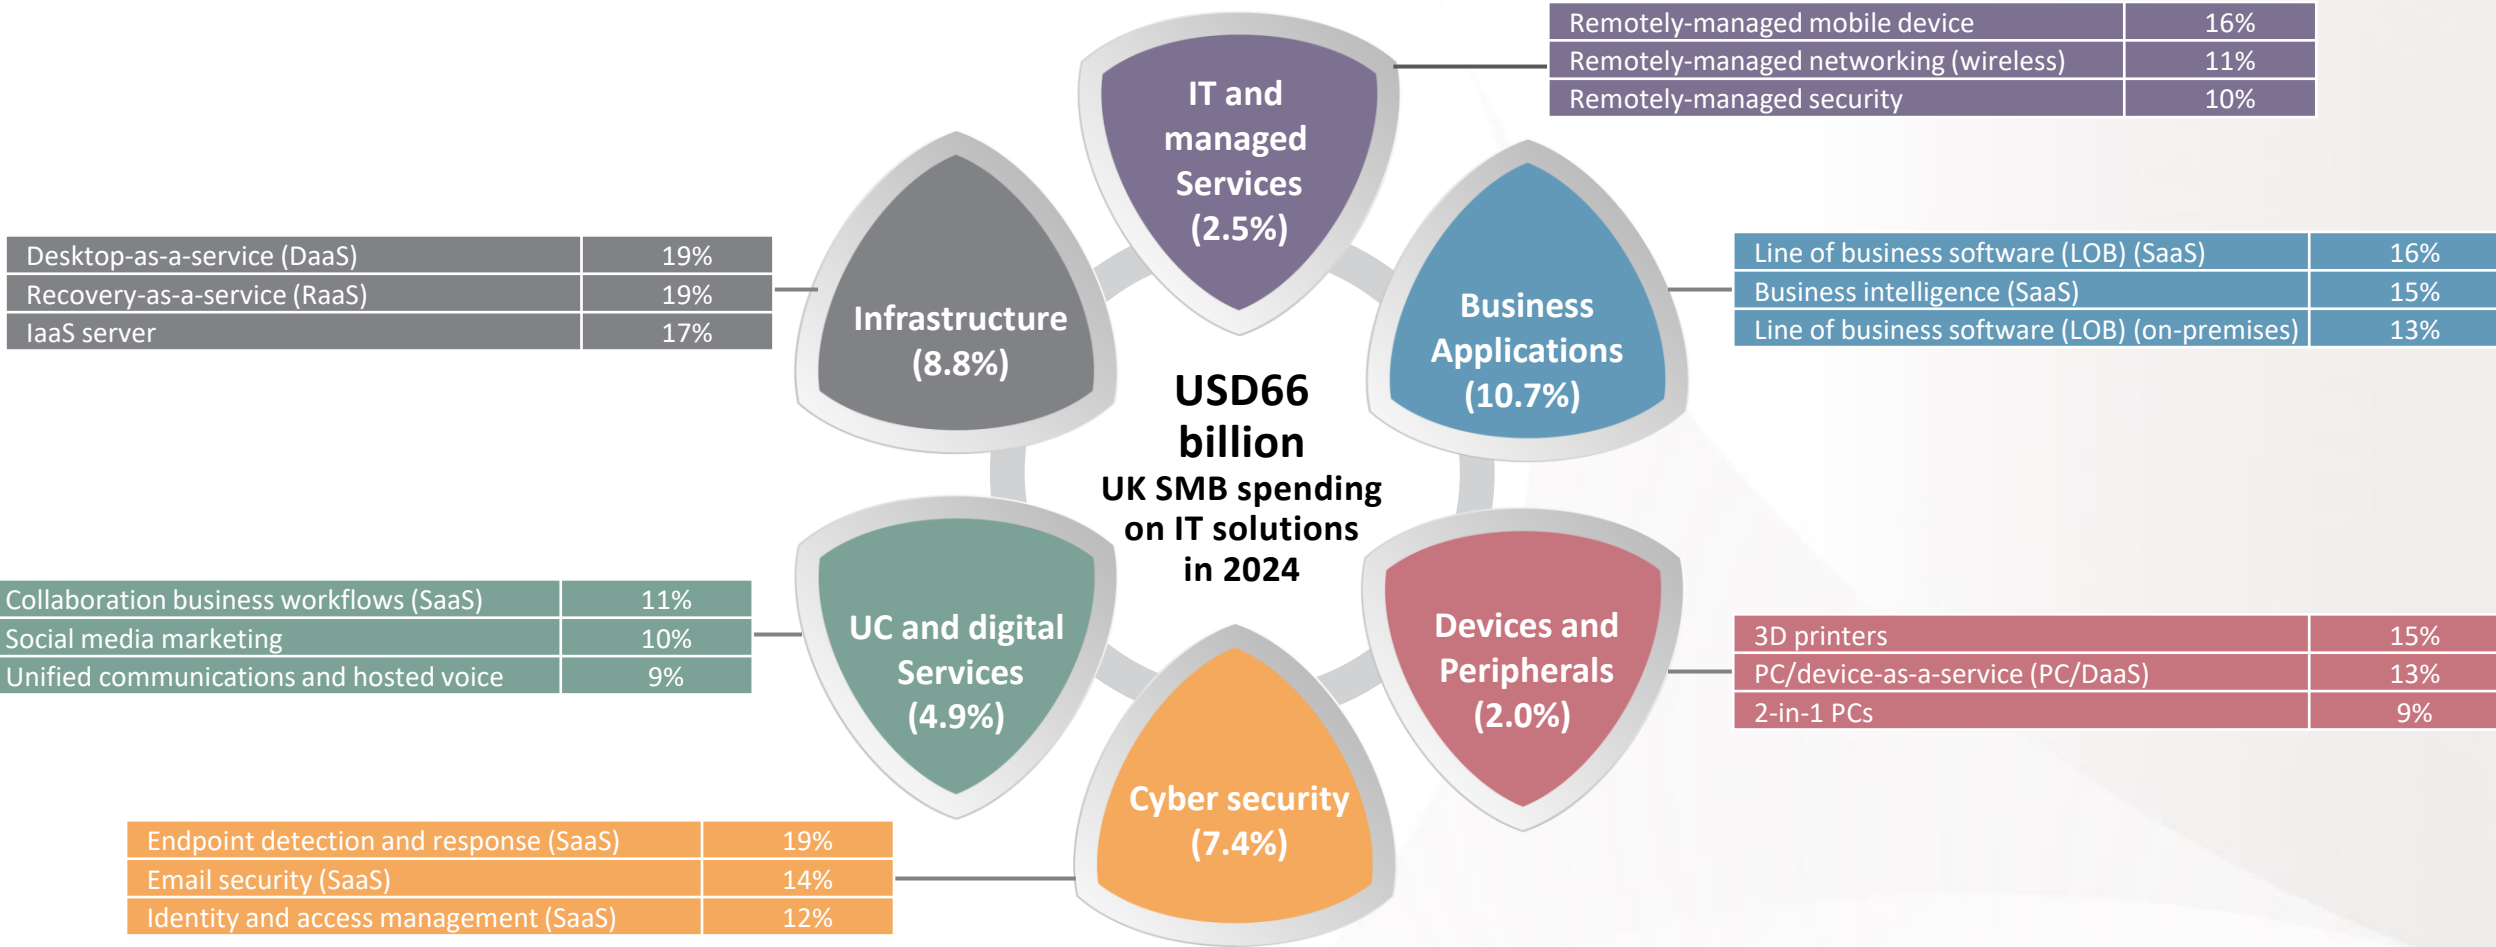 Remotely-managed mobile device 16%
Remotely-managed networking (wireless) 11%
Remotely-managed security 10%
IT and
managed
Services
(2.5%)
Desktop-as-a-service (DaaS) 19%
Recovery-as-a-service (RaaS) 19%
IaaS server 17%
Infrastructure
(8.8%)
Business
Applications
(10.7%)
Line of business software (LOB) (SaaS) 16%
Business intelligence (SaaS) 15%
Line of business software (LOB) (on-premises) 13%
USD66
billion
UK SMB spending
on IT solutions
in 2024
Collaboration business workflows (SaaS) 11%
Social media marketing 10%
Unified communications and hosted voice 9%
UC and digital
Services
(4.9%)
Devices and
Peripherals
(2.0%)
3D printers 15%
PC/device-as-a-service (PC/DaaS) 13%
2-in-1 PCs 9%
Cyber security
(7.4%)
Endpoint detection and response (SaaS) 19%
Email security (SaaS) 14%
Identity and access management (SaaS) 12%